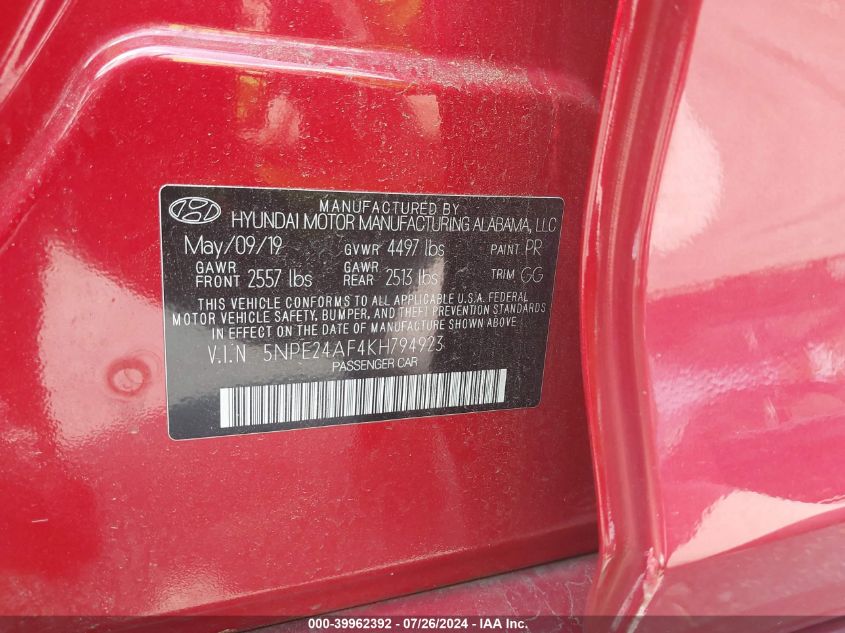 MANUFACTURED BY
HYUNDAI MOTOR MANUFACTURING ALABAMA, LLC
May/09/19 GVWR 4497 lbs PAINT PR
GAWR FRONT 2557 lbs GAWR REAR 2513 lbs TRIM GG
THIS VEHICLE CONFORMS TO ALL APPLICABLE U.S.A. FEDERAL
MOTOR VEHICLE SAFETY, BUMPER, AND THEFT PREVENTION STANDARDS
IN EFFECT ON THE DATE OF MANUFACTURE SHOWN ABOVE.
V.I.N 5NPE24AF4KH794923
PASSENGER CAR
000-39962392 - 07/26/2024 - IAA Inc.